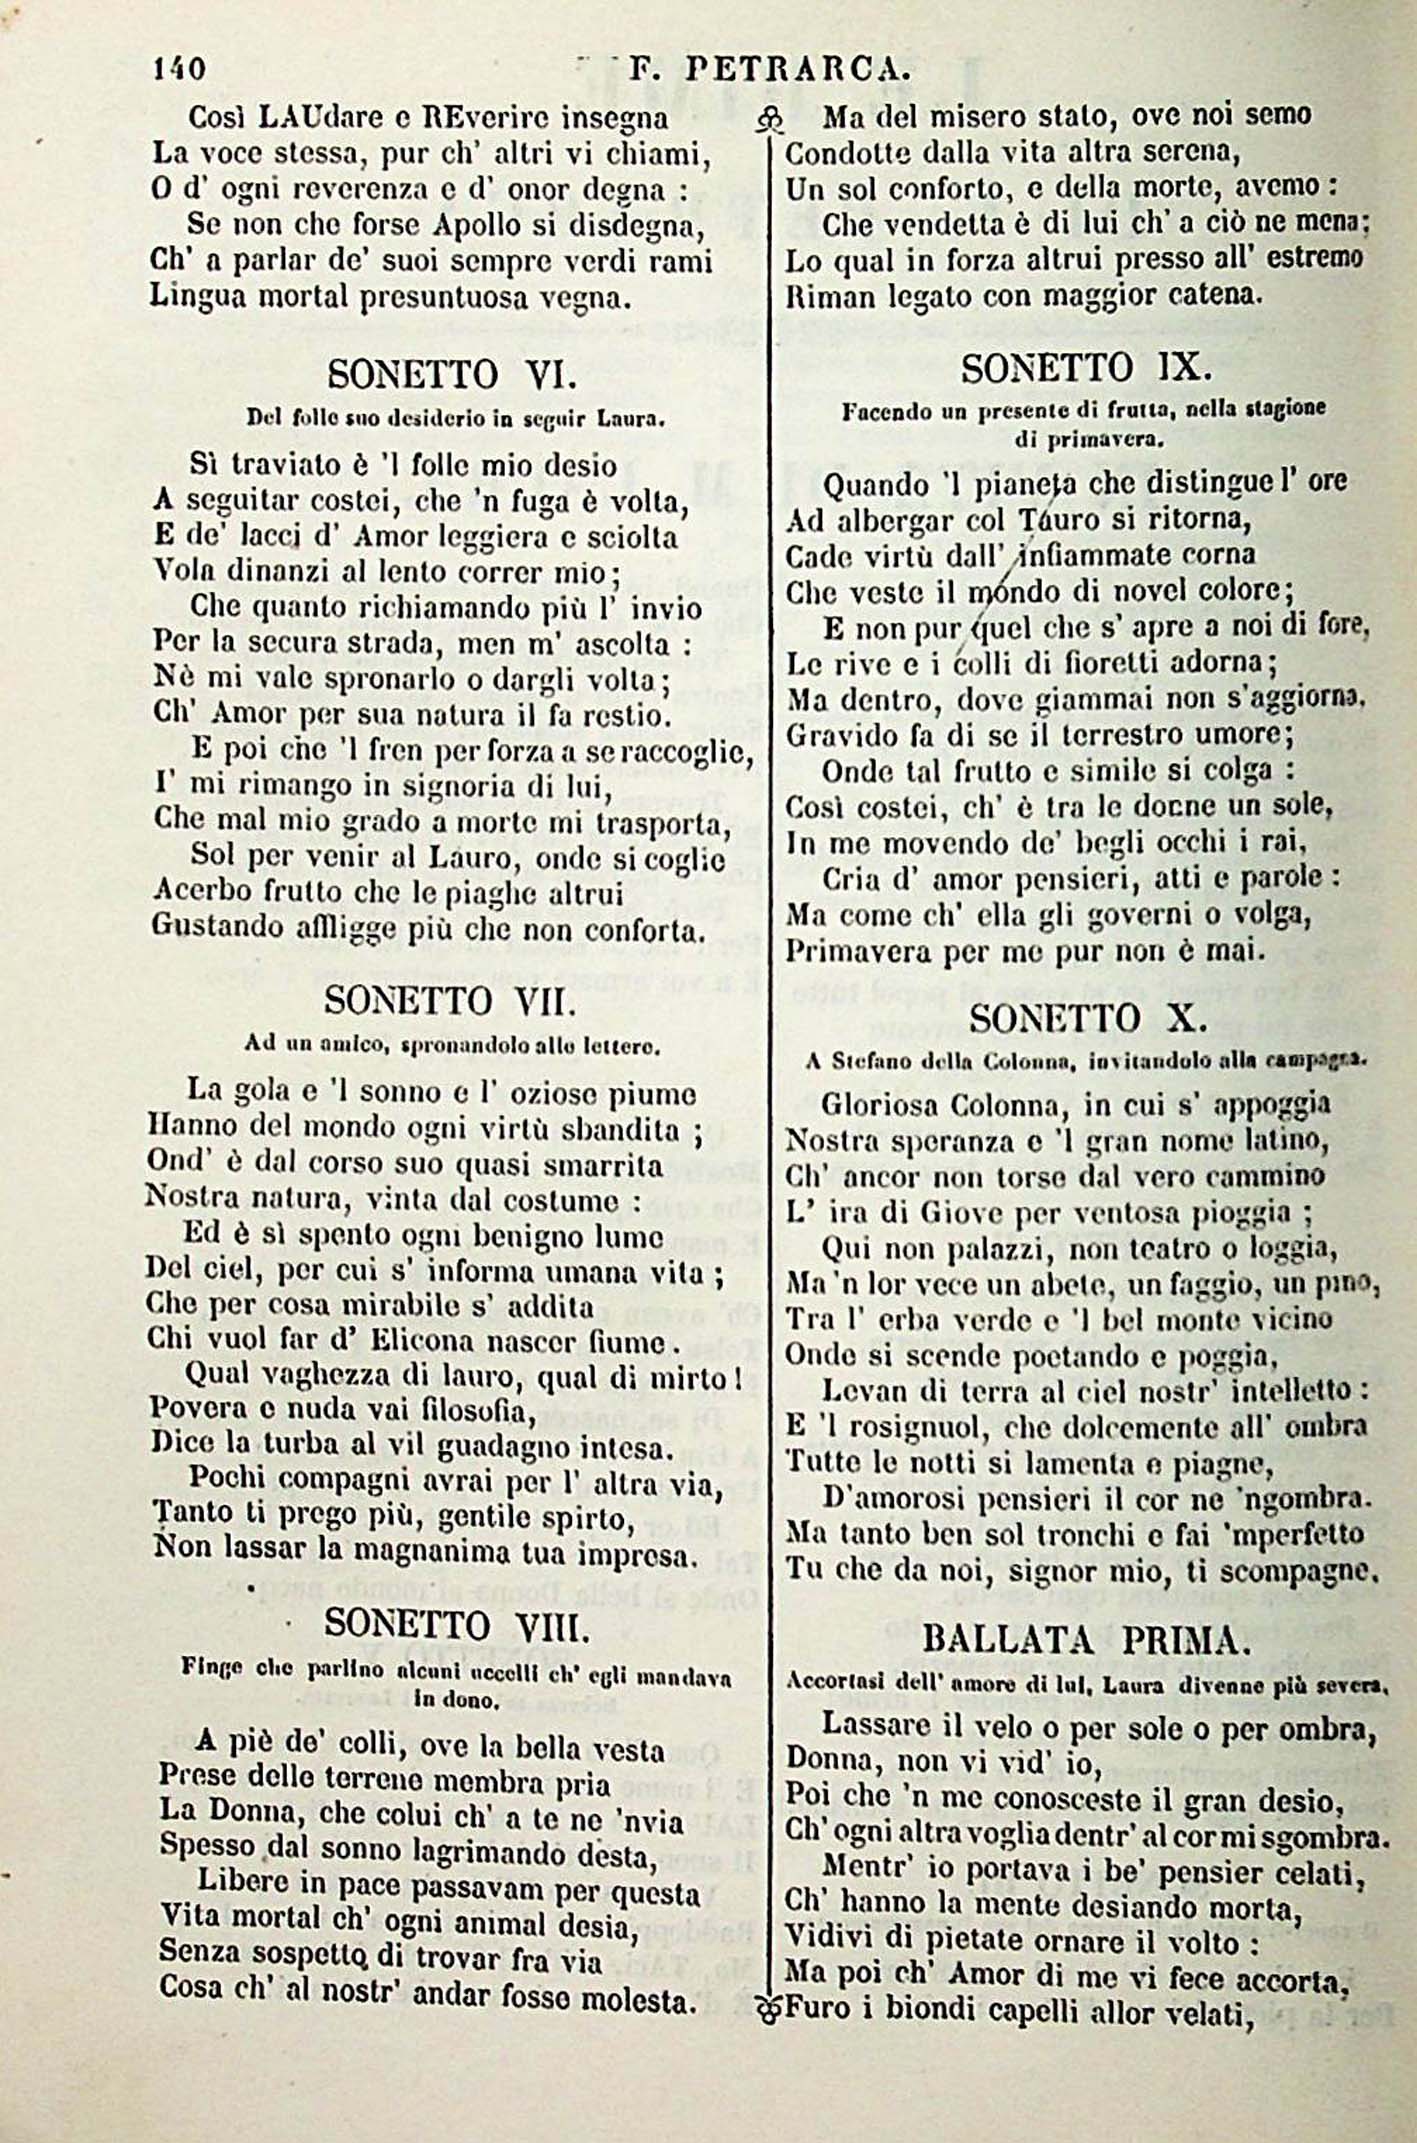 140
F. PETRARCA.
Così LAUdare e REverire insegna
La voce stessa, pur ch' altri vi chiami,
O d' ogni reverenza e d' onor degna :
Se non che forse Apollo si disdegna,
Ch' a parlar de' suoi sempre verdi rami
Lingua mortal presuntuosa vegna.
SONETTO VI.
Del folle suo desiderio in seguir Laura.
Sì traviato è 'l folle mio desio
A seguitar costei, che 'n fuga è volta,
E de' lacci d' Amor leggiera e sciolta
Vola dinanzi al lento correr mio;
Che quanto richiamando più l' invio
Per la secura strada, men m' ascolta :
Nè mi vale spronarlo o dargli volta;
Ch' Amor per sua natura il fa restio.
E poi che 'l fren per forza a se raccoglie,
I' mi rimango in signoria di lui,
Che mal mio grado a morte mi trasporta,
Sol per venir al Lauro, onde si coglie
Acerbo frutto che le piaghe altrui
Gustando affligge più che non conforta.
SONETTO VII.
Ad un amico, spronandolo alle lettere.
La gola e 'l sonno e l' oziose piume
Hanno del mondo ogni virtù sbandita ;
Ond' è dal corso suo quasi smarrita
Nostra natura, vinta dal costume :
Ed è sì spento ogni benigno lume
Del ciel, per cui s' informa umana vita ;
Che per cosa mirabile s' addita
Chi vuol far d' Elicona nascer fiume.
Qual vaghezza di lauro, qual di mirto !
Povera e nuda vai filosofia,
Dice la turba al vil guadagno intesa.
Pochi compagni avrai per l' altra via,
Tanto ti prego più, gentile spirto,
Non lassar la magnanima tua impresa.
SONETTO VIII.
Finge che parlino alcuni uccelli ch' egli mandava
in dono.
A piè de' colli, ove la bella vesta
Prese delle terrene membra pria
La Donna, che colui ch' a te ne 'nvia
Spesso dal sonno lagrimando desta,
Libere in pace passavam per questa
Vita mortal ch' ogni animal desia,
Senza sospetto di trovar fra via
Cosa ch' al nostr' andar fosse molesta.
Ma del misero stato, ove noi semo
Condotte dalla vita altra serena,
Un sol conforto, e della morte, avemo :
Che vendetta è di lui ch' a ciò ne mena;
Lo qual in forza altrui presso all' estremo
Riman legato con maggior catena.
SONETTO IX.
Facendo un presente di frutta, nella stagione
di primavera.
Quando 'l pianeta che distingue l' ore
Ad albergar col Tauro si ritorna,
Cade virtù dall' infiammate corna
Che veste il mondo di novel colore;
E non pur quel che s' apre a noi di fore,
Le rive e i colli di fioretti adorna;
Ma dentro, dove giammai non s'aggiorna,
Gravido fa di se il terrestro umore;
Onde tal frutto e simile si colga :
Così costei, ch' è tra le donne un sole,
In me movendo de' begli occhi i rai,
Cria d' amor pensieri, atti e parole :
Ma come ch' ella gli governi o volga,
Primavera per me pur non è mai.
SONETTO X.
A Stefano della Colonna, invitandolo alla campagna.
Gloriosa Colonna, in cui s' appoggia
Nostra speranza e 'l gran nome latino,
Ch' ancor non torse dal vero cammino
L' ira di Giove per ventosa pioggia ;
Qui non palazzi, non teatro o loggia,
Ma 'n lor vece un abete, un faggio, un pino,
Tra l' erba verde e 'l bel monte vicino
Onde si scende poetando e poggia,
Levan di terra al ciel nostr' intelletto :
E 'l rosignuol, che dolcemente all' ombra
Tutte le notti si lamenta e piagne,
D'amorosi pensieri il cor ne 'ngombra.
Ma tanto ben sol tronchi e fai 'mperfetto
Tu che da noi, signor mio, ti scompagne.
BALLATA PRIMA.
Accortasi dell' amore di lui, Laura divenne più severa.
Lassare il velo o per sole o per ombra,
Donna, non vi vid' io,
Poi che 'n me conosceste il gran desio,
Ch' ogni altra voglia dentr' al cor mi sgombra.
Mentr' io portava i be' pensier celati,
Ch' hanno la mente desiando morta,
Vidivi di pietate ornare il volto :
Ma poi ch' Amor di me vi fece accorta,
Furo i biondi capelli allor velati,